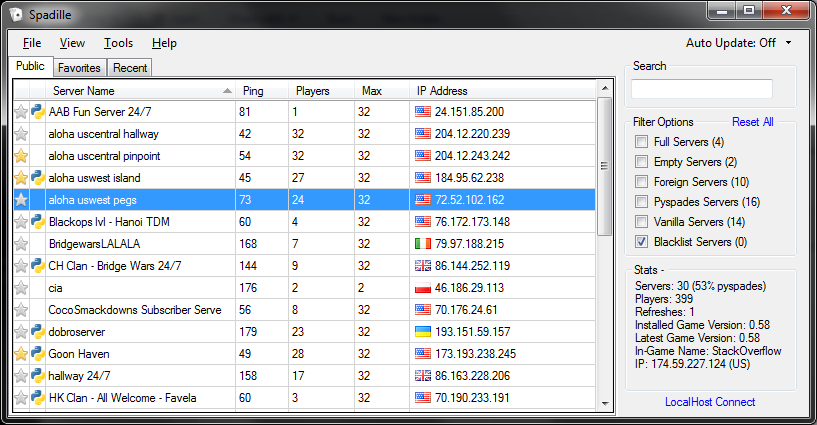 Spadille
File View Tools Help Auto Update: Off
Public Favorites Recent
Server Name Ping Players Max IP Address
AAB Fun Server 24/7 81 1 32 24.151.85.200
aloha uscentral hallway 42 32 32 204.12.220.239
aloha uscentral pinpoint 54 32 32 204.12.243.242
aloha uswest island 45 27 32 184.95.62.238
aloha uswest pegs 73 24 32 72.52.102.162
Blackops lvl - Hanoi TDM 60 4 32 76.172.173.148
BridgewarsLALALA 168 7 32 79.97.188.215
CH Clan - Bridge Wars 24/7 144 9 32 86.144.252.119
cia 176 2 2 46.186.29.113
CocoSmackdowns Subscriber Serve 56 8 32 70.176.24.61
dobroserver 179 23 32 193.151.59.157
Goon Haven 49 28 32 173.193.238.245
hallway 24/7 158 17 32 86.163.228.206
HK Clan - All Welcome - Favela 60 3 32 70.190.233.191
Search
Filter Options Reset All
Full Servers (4)
Empty Servers (2)
Foreign Servers (10)
Pyspades Servers (16)
Vanilla Servers (14)
Blacklist Servers (0)
Stats -
Servers: 30 (53% pyspades)
Players: 399
Refreshes: 1
Installed Game Version: 0.58
Latest Game Version: 0.58
In-Game Name: StackOverflow
IP: 174.59.227.124 (US)
LocalHost Connect